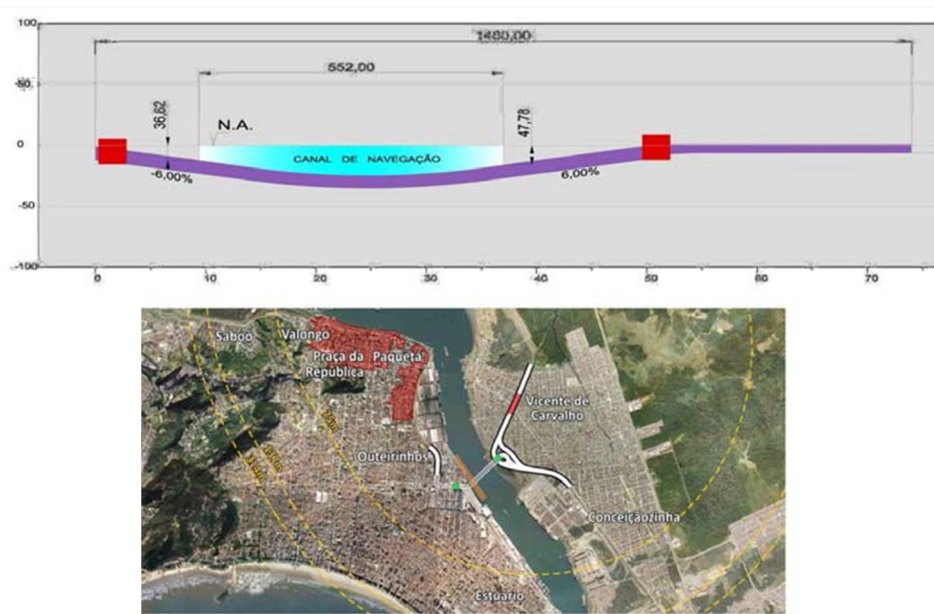 100
1480,00
552,00
-50
36,62
N.A.
47,78
0
CANAL DE NAVEGAÇÃO
-6,00%
6,00%
-50
-100
0 10 20 30 40 50 60 70
Saboó
Valongo
Praça da
República
Paquetá
Vicente de
Carvalho
Outeirinhos
Conceiçãozinha
Estuário